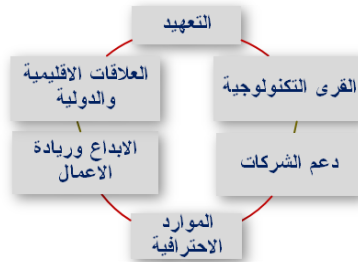 التعهيد
القرى التكنولوجية
العلاقات الاقليمية
والدولية
دعم الشركات
الابداع وريادة
الاعمال
الموارد
الاحترافية